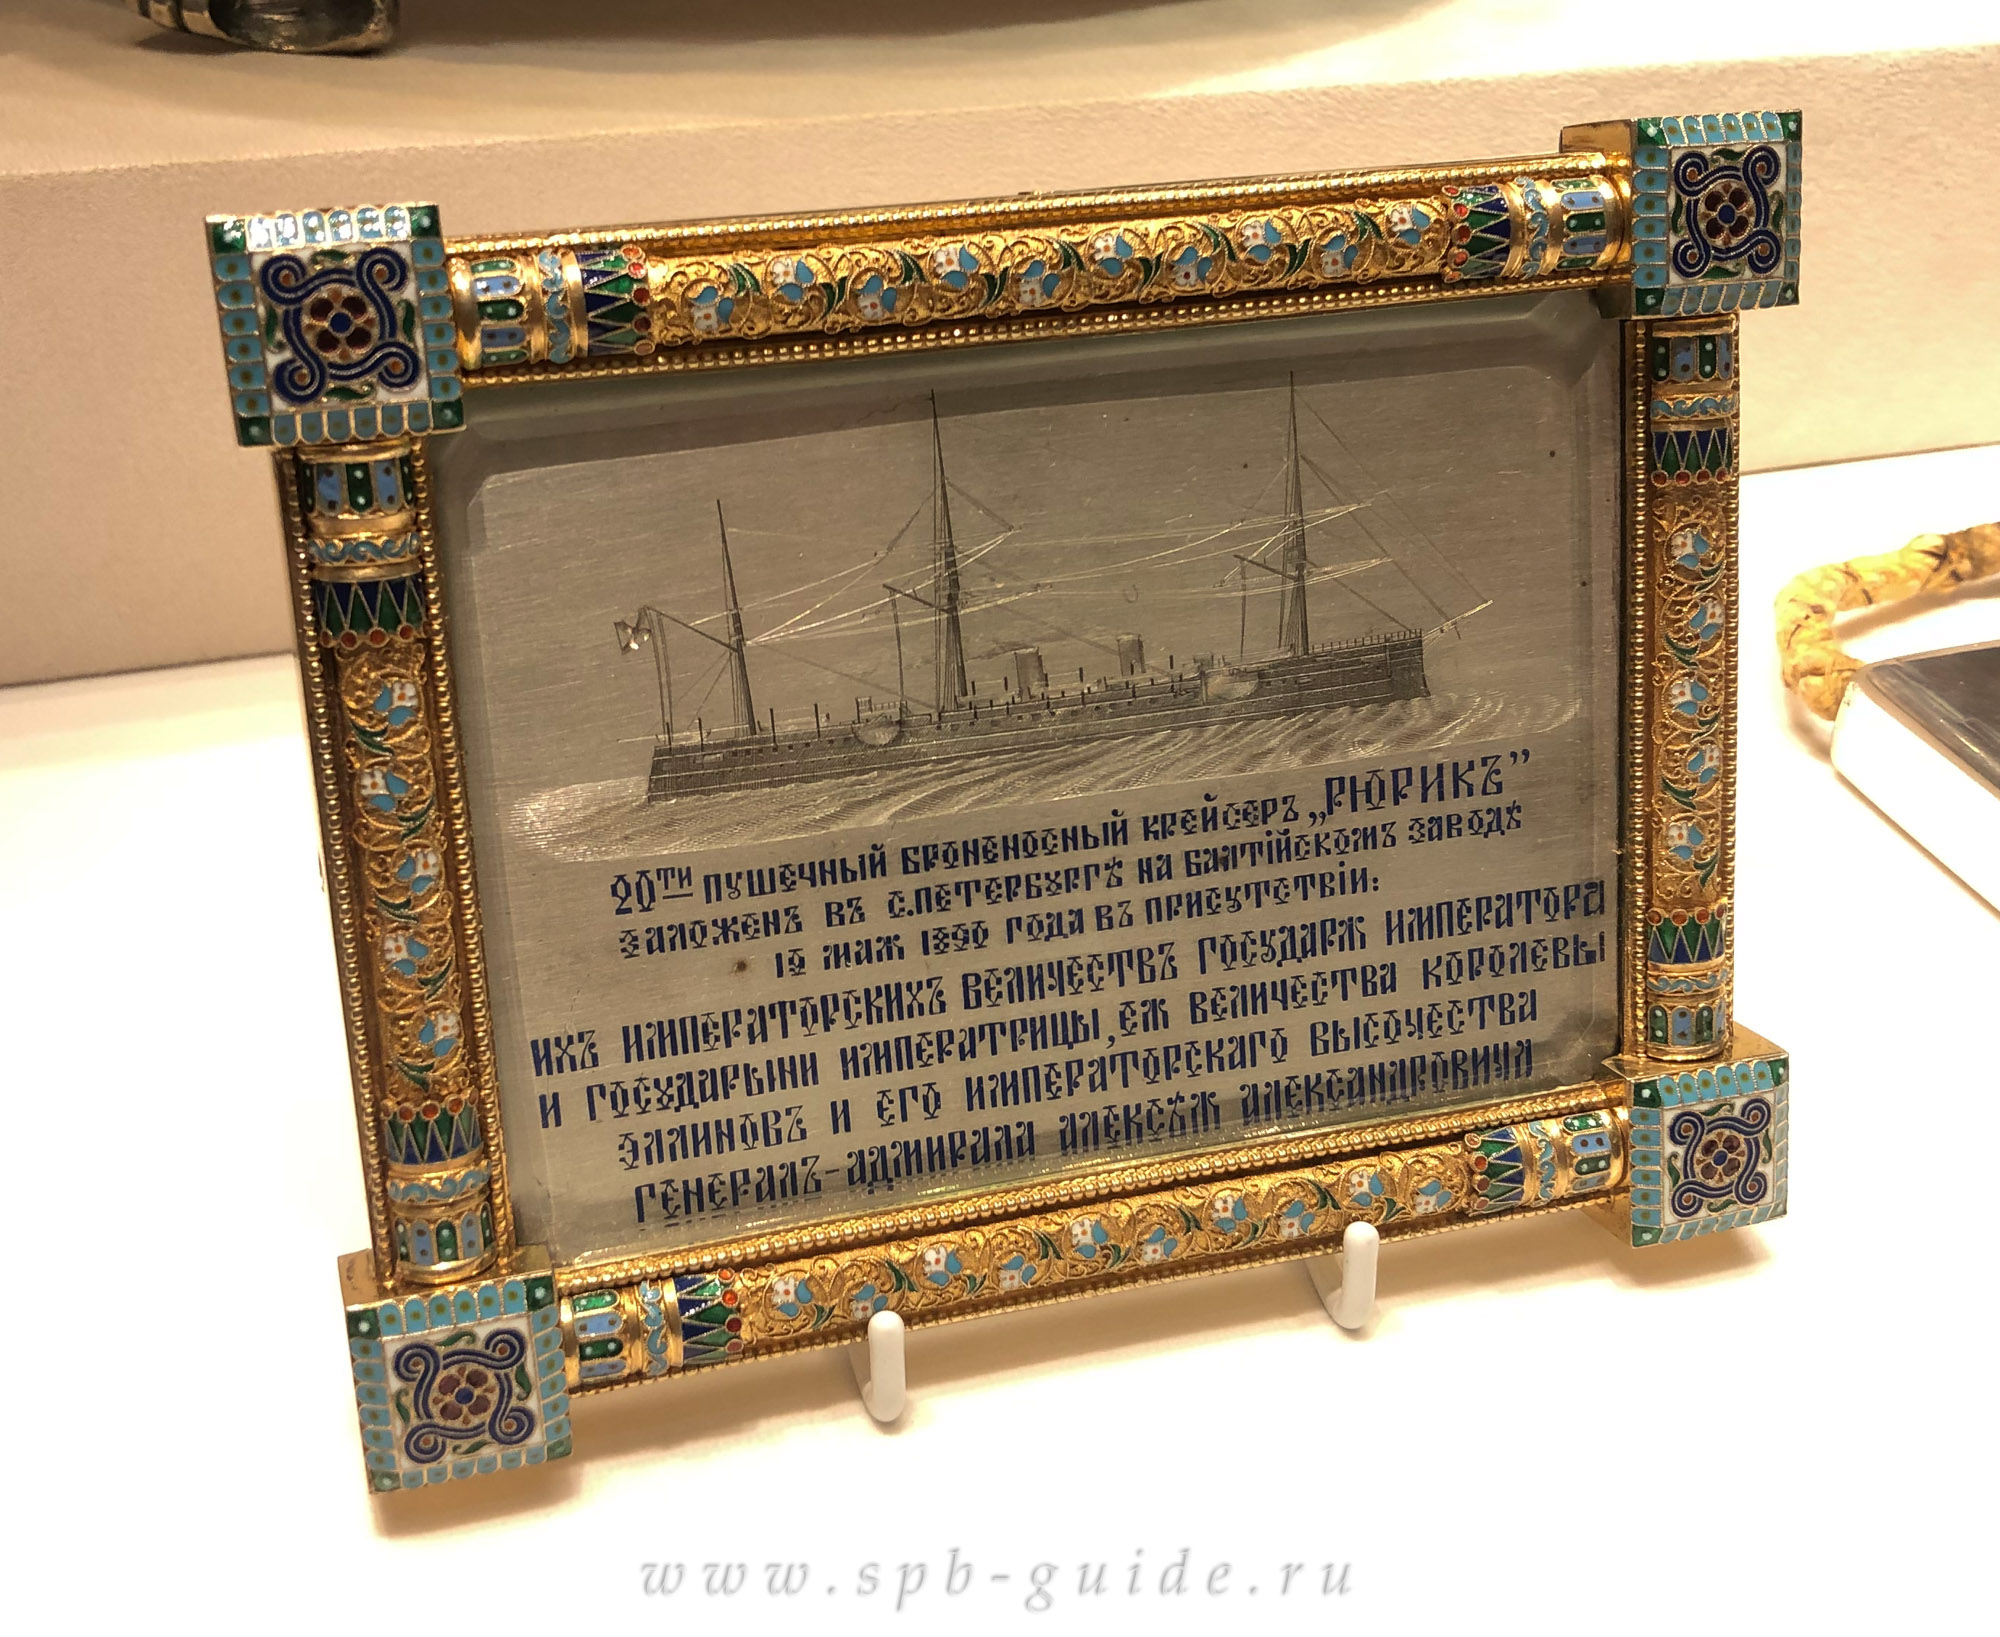 20ТИ ПУШЕЧНЫЙ БРОНЕНОСНЫЙ КРЕЙСЕРЪ „РЮРИКЪ”
ЗАЛОЖЕНЪ ВЪ С.ПЕТЕРБУРГѢ НА БАЛТІЙСКОМЪ ЗАВОДѢ
19 МАЯ 1890 ГОДА ВЪ ПРИСУТСТВІИ:
ИХЪ ИМПЕРАТОРСКИХЪ ВЕЛИЧЕСТВЪ ГОСУДАРЯ ИМПЕРАТОРА
И ГОСУДАРЫНИ ИМПЕРАТРИЦЫ, ЕЯ ВЕЛИЧЕСТВА КОРОЛЕВЫ
ЭЛЛИНОВЪ И ЕГО ИМПЕРАТОРСКАГО ВЫСОЧЕСТВА
ГЕНЕРАЛЪ-АДМИРАЛА АЛЕКСѢЯ АЛЕКСАНДРОВИЧА
www.spb-guide.ru